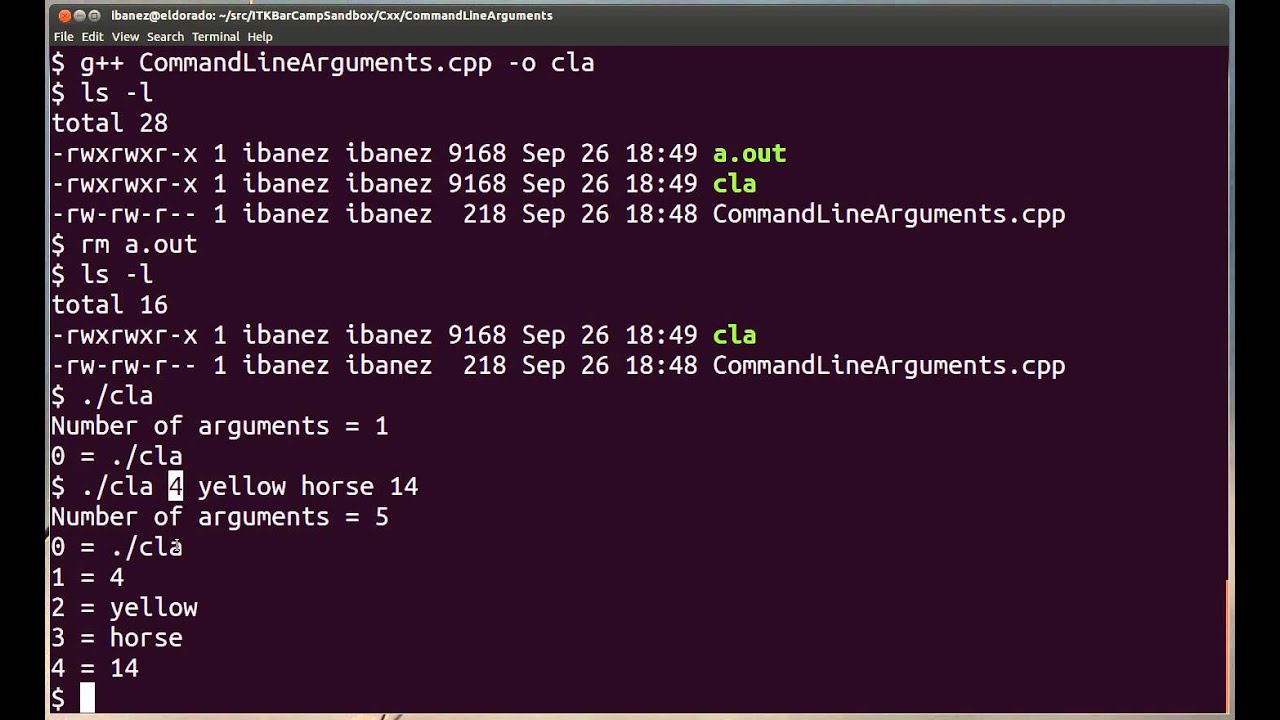 ibanez@eldorado: ~/src/ITKBarCampSandbox/Cxx/CommandLineArguments
File Edit View Search Terminal Help
$ g++ CommandLineArguments.cpp -o cla
$ ls -l
total 28
-rwxrwxr-x 1 ibanez ibanez 9168 Sep 26 18:49 a.out
-rwxrwxr-x 1 ibanez ibanez 9168 Sep 26 18:49 cla
-rw-rw-r-- 1 ibanez ibanez  218 Sep 26 18:48 CommandLineArguments.cpp
$ rm a.out
$ ls -l
total 16
-rwxrwxr-x 1 ibanez ibanez 9168 Sep 26 18:49 cla
-rw-rw-r-- 1 ibanez ibanez  218 Sep 26 18:48 CommandLineArguments.cpp
$ ./cla
Number of arguments = 1
0 = ./cla
$ ./cla 4 yellow horse 14
Number of arguments = 5
0 = ./cla
1 = 4
2 = yellow
3 = horse
4 = 14
$